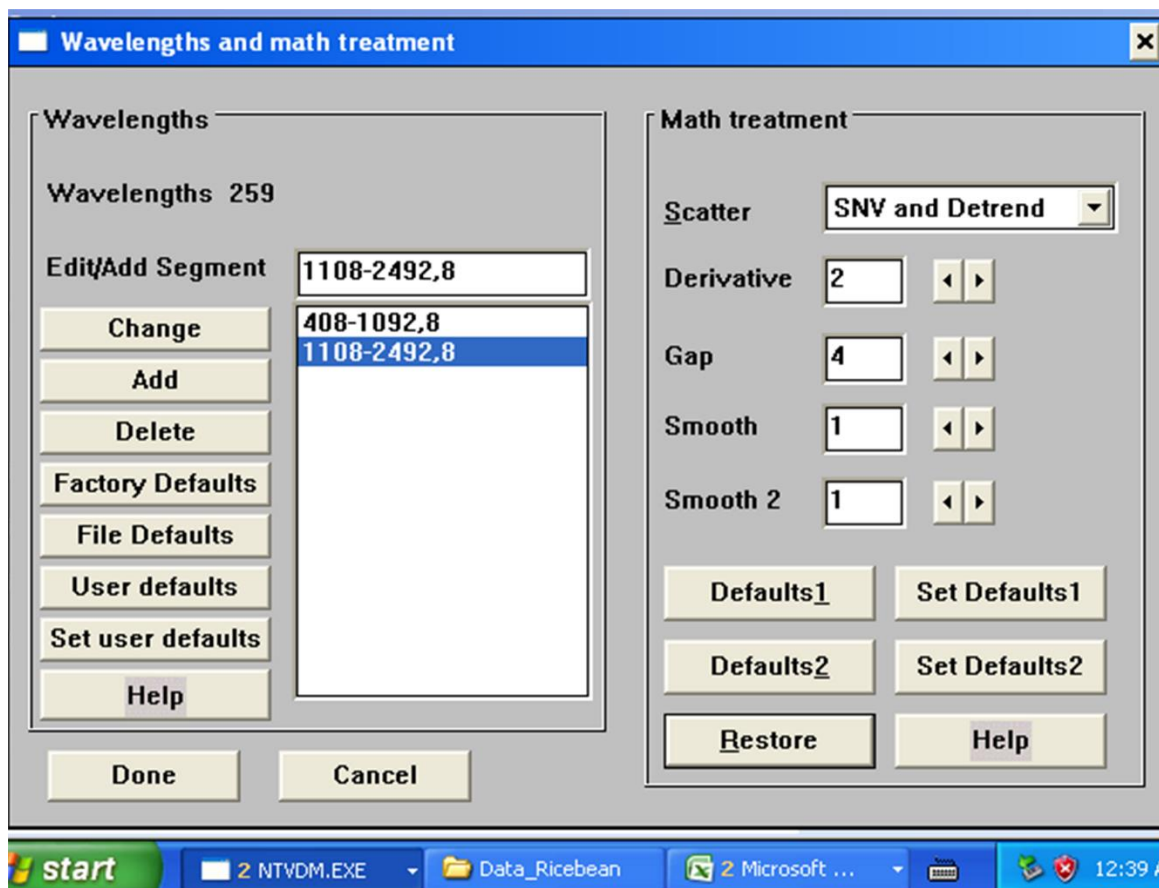 Wavelengths and math treatment
Wavelengths
Wavelengths 259
Edit/Add Segment
1108-2492,8
408-1092,8
1108-2492,8
Change
Add
Delete
Factory Defaults
File Defaults
User defaults
Set user defaults
Help
Done
Cancel
Math treatment
Scatter
SNV and Detrend
Derivative
2
Gap
4
Smooth
1
Smooth 2
1
Defaults1
Set Defaults1
Defaults2
Set Defaults2
Restore
Help
start
2 NTVDM.EXE
Data_Ricebean
2 Microsoft ...
12:39